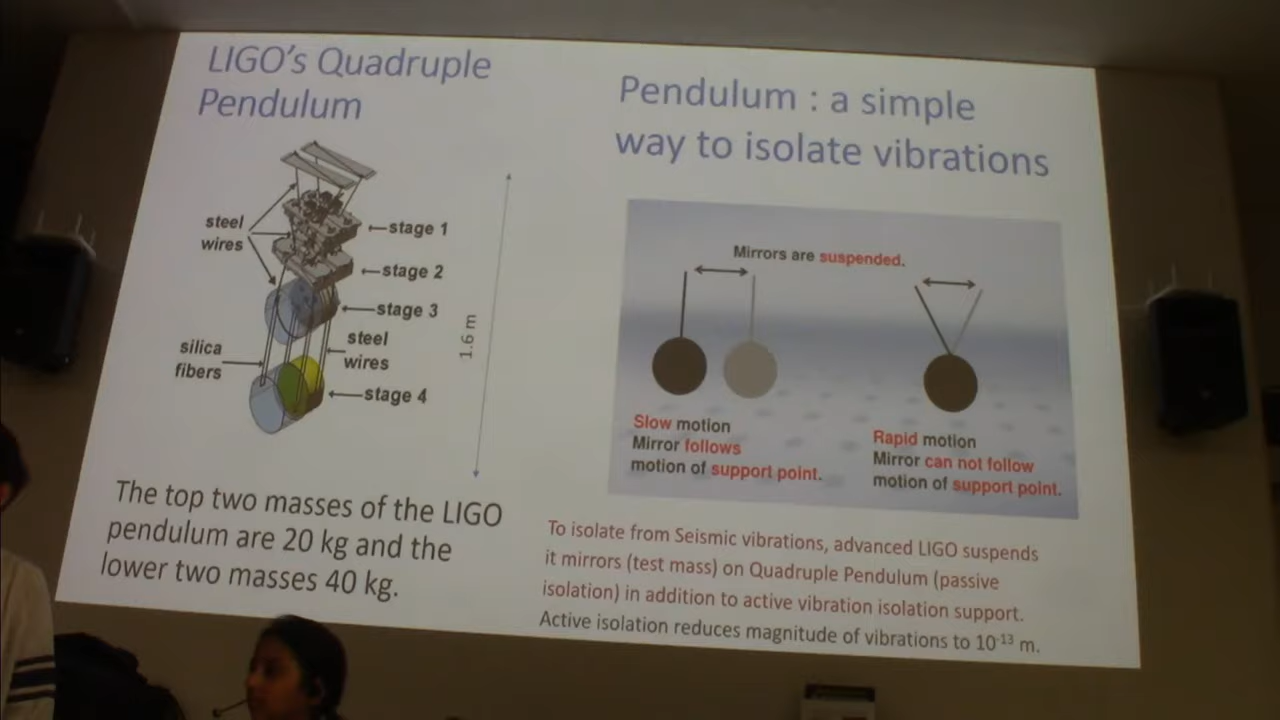 LIGO's Quadruple
Pendulum
steel
wires
stage 1
stage 2
stage 3
steel
wires
silica
fibers
stage 4
1.6 m
The top two masses of the LIGO
pendulum are 20 kg and the
lower two masses 40 kg.
Pendulum : a simple
way to isolate vibrations
Mirrors are suspended.
Slow motion
Mirror follows
motion of support point.
Rapid motion
Mirror can not follow
motion of support point.
To isolate from Seismic vibrations, advanced LIGO suspends
it mirrors (test mass) on Quadruple Pendulum (passive
isolation) in addition to active vibration isolation support.
Active isolation reduces magnitude of vibrations to 10⁻¹³ m.